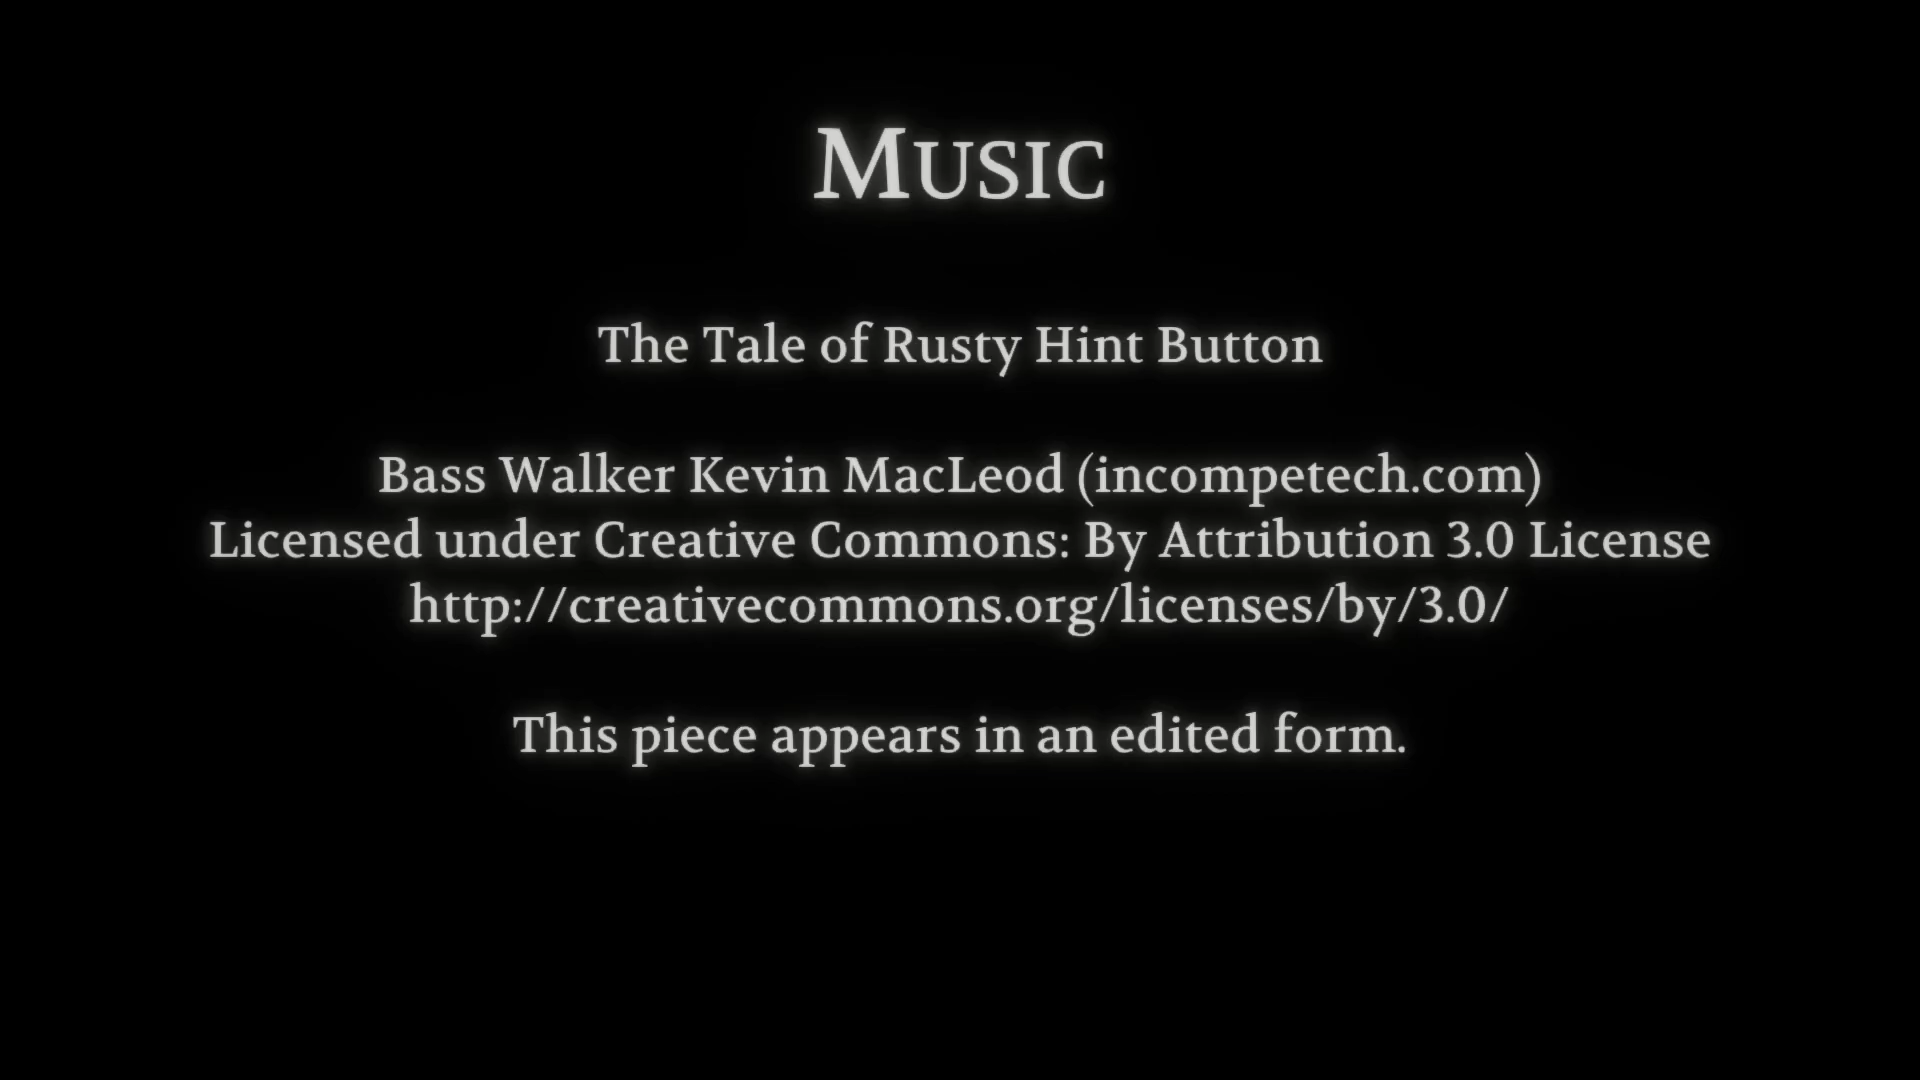 Music
The Tale of Rusty Hint Button
Bass Walker Kevin MacLeod (incompetech.com)
Licensed under Creative Commons: By Attribution 3.0 License
http://creativecommons.org/licenses/by/3.0/
This piece appears in an edited form.